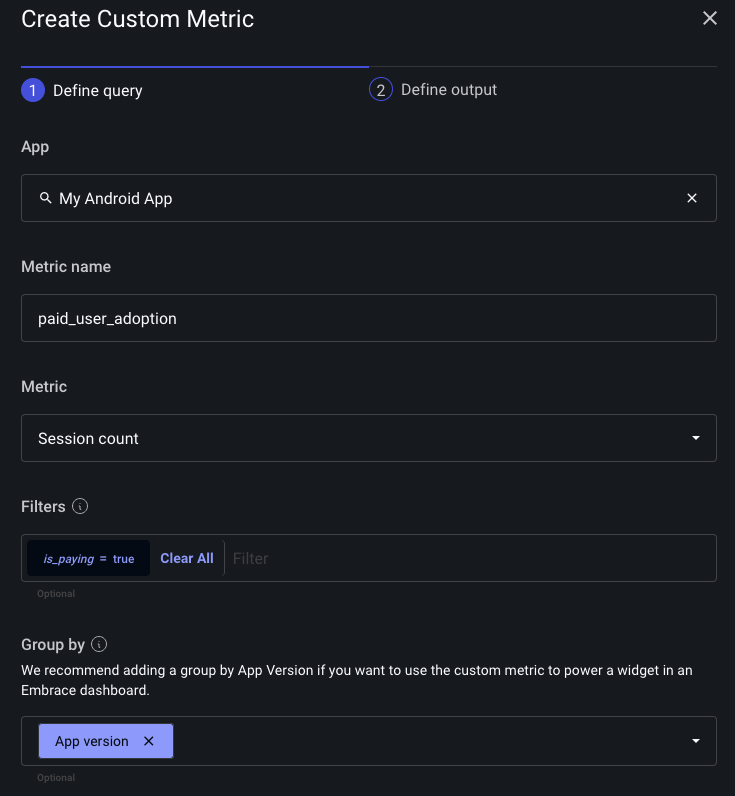 Create Custom Metric
1 Define query
2 Define output
App
My Android App
Metric name
paid_user_adoption
Metric
Session count
Filters
is_paying = true Clear All Filter
Optional
Group by
We recommend adding a group by App Version if you want to use the custom metric to power a widget in an
Embrace dashboard.
App version
Optional